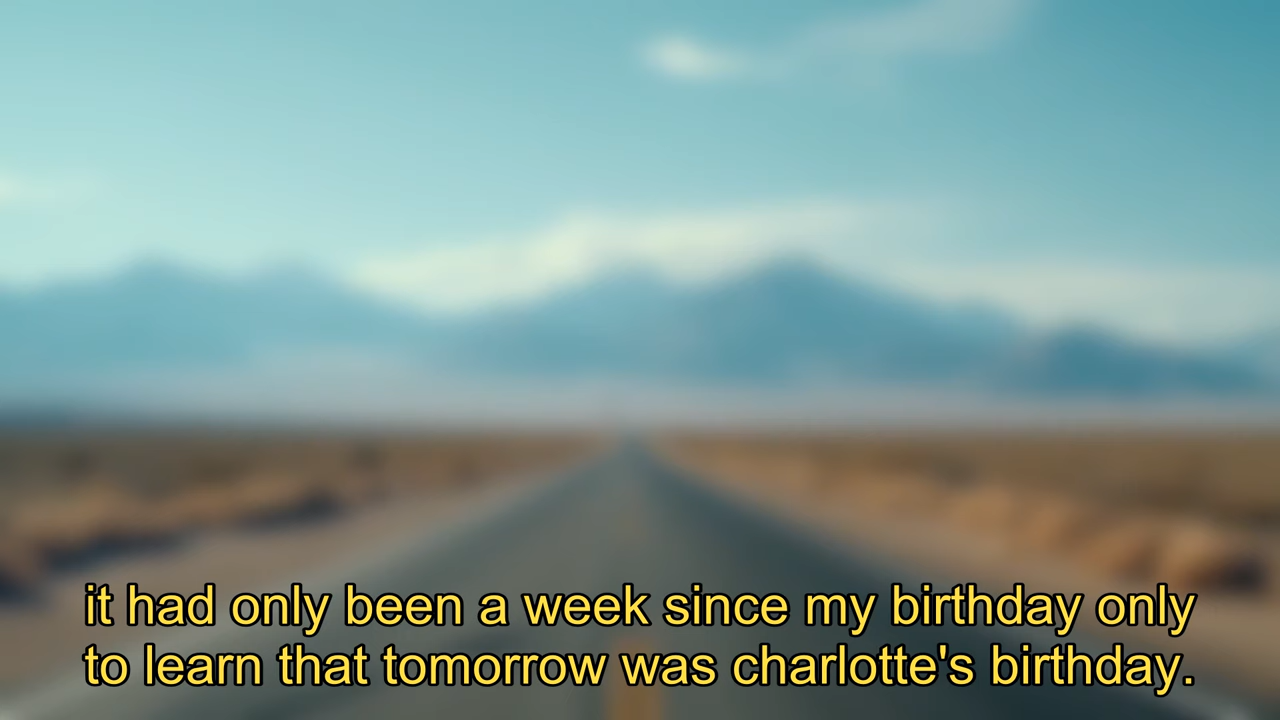 it had only been a week since my birthday only
to learn that tomorrow was charlotte's birthday.